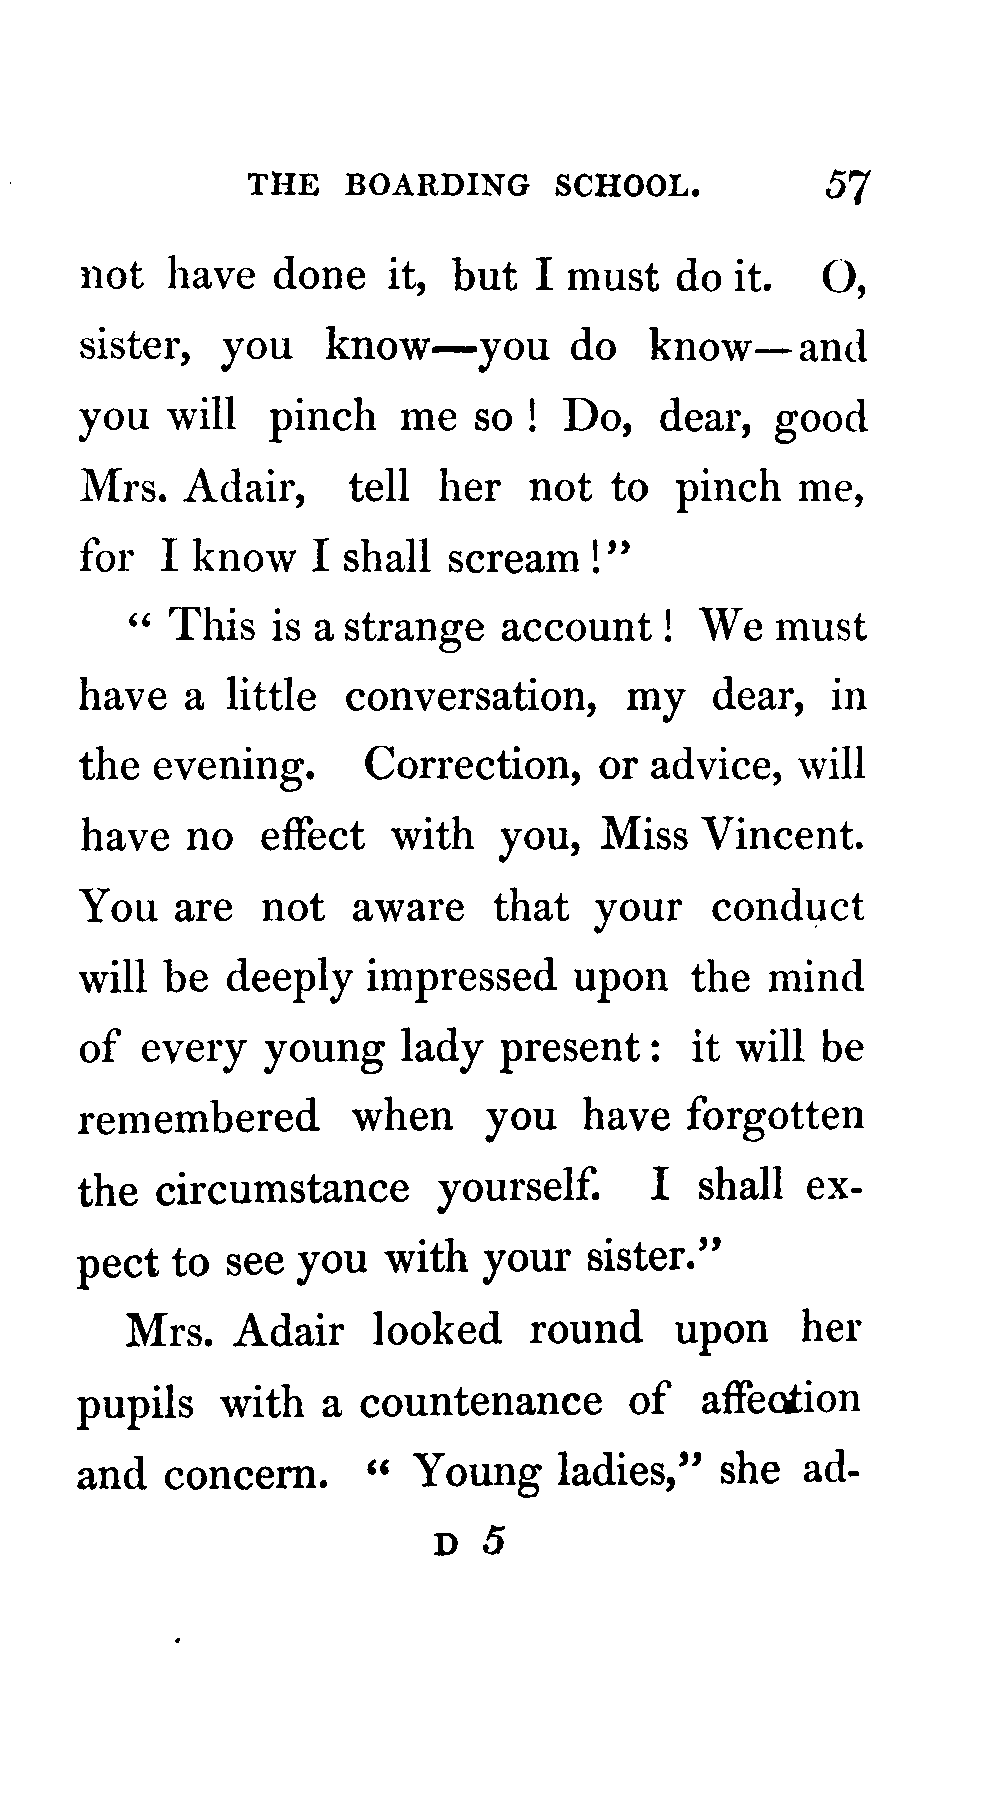 THE BOARDING SCHOOL. 57
not have done it, but I must do it. O,
sister, you know—you do know—and
you will pinch me so ! Do, dear, good
Mrs. Adair, tell her not to pinch me,
for I know I shall scream !”
“ This is a strange account ! We must
have a little conversation, my dear, in
the evening. Correction, or advice, will
have no effect with you, Miss Vincent.
You are not aware that your conduct
will be deeply impressed upon the mind
of every young lady present : it will be
remembered when you have forgotten
the circumstance yourself. I shall ex-
pect to see you with your sister.”
Mrs. Adair looked round upon her
pupils with a countenance of affection
and concern. “ Young ladies,” she ad-
D 5